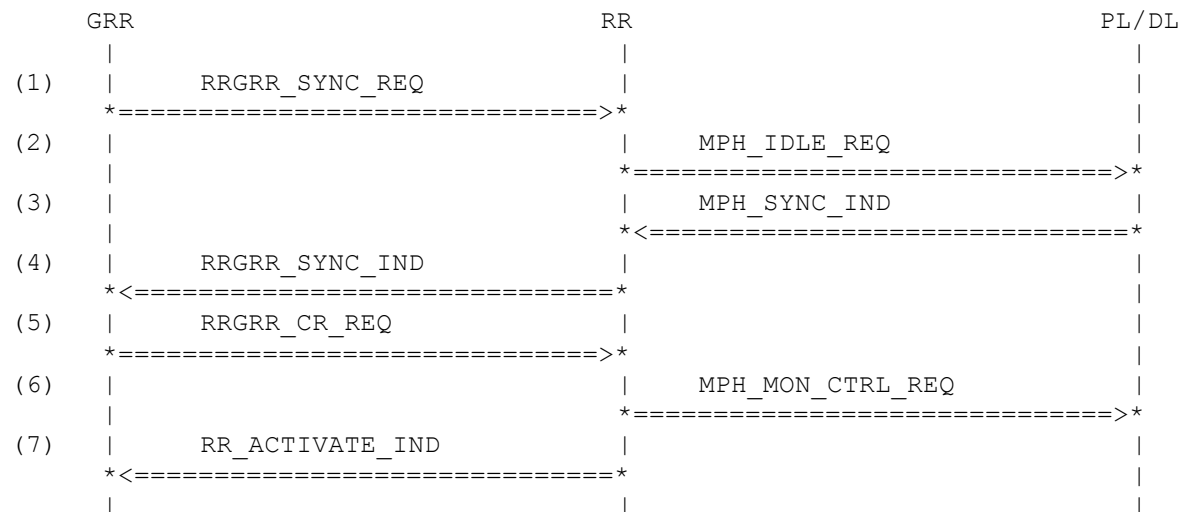 GRR RR PL/DL
| | |
(1) | RRGRR_SYNC_REQ | |
*==============================>* |
(2) | | MPH_IDLE_REQ |
| *==============================>*
(3) | | MPH_SYNC_IND |
| *<==============================*
(4) | RRGRR_SYNC_IND | |
*<==============================* |
(5) | RRGRR_CR_REQ | |
*==============================>* |
(6) | | MPH_MON_CTRL_REQ |
| *==============================>*
(7) | RR_ACTIVATE_IND | |
*<==============================* |
| | |